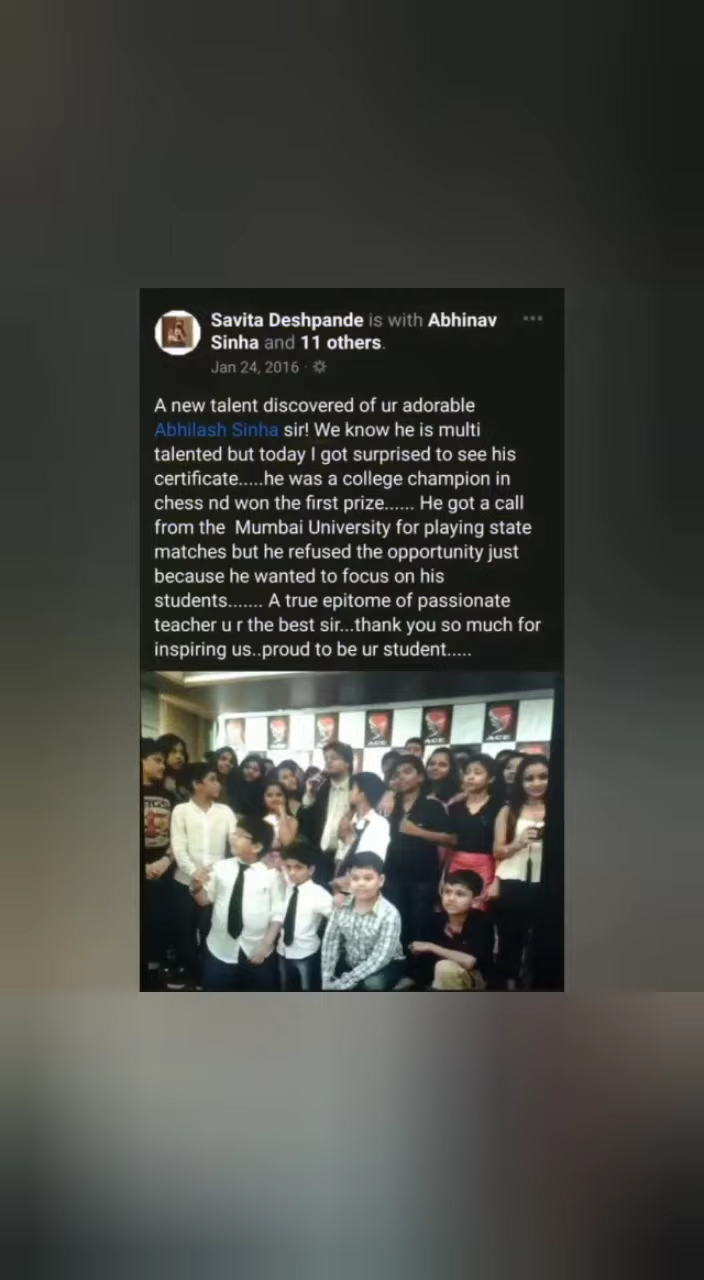 Savita Deshpande is with Abhinav
Sinha and 11 others.
Jan 24, 2016 ·
A new talent discovered of ur adorable
Abhilash Sinha sir! We know he is multi
talented but today I got surprised to see his
certificate.....he was a college champion in
chess nd won the first prize...... He got a call
from the  Mumbai University for playing state
matches but he refused the opportunity just
because he wanted to focus on his
students....... A true epitome of passionate
teacher u r the best sir...thank you so much for
inspiring us..proud to be ur student.....
ACE ACE ACE